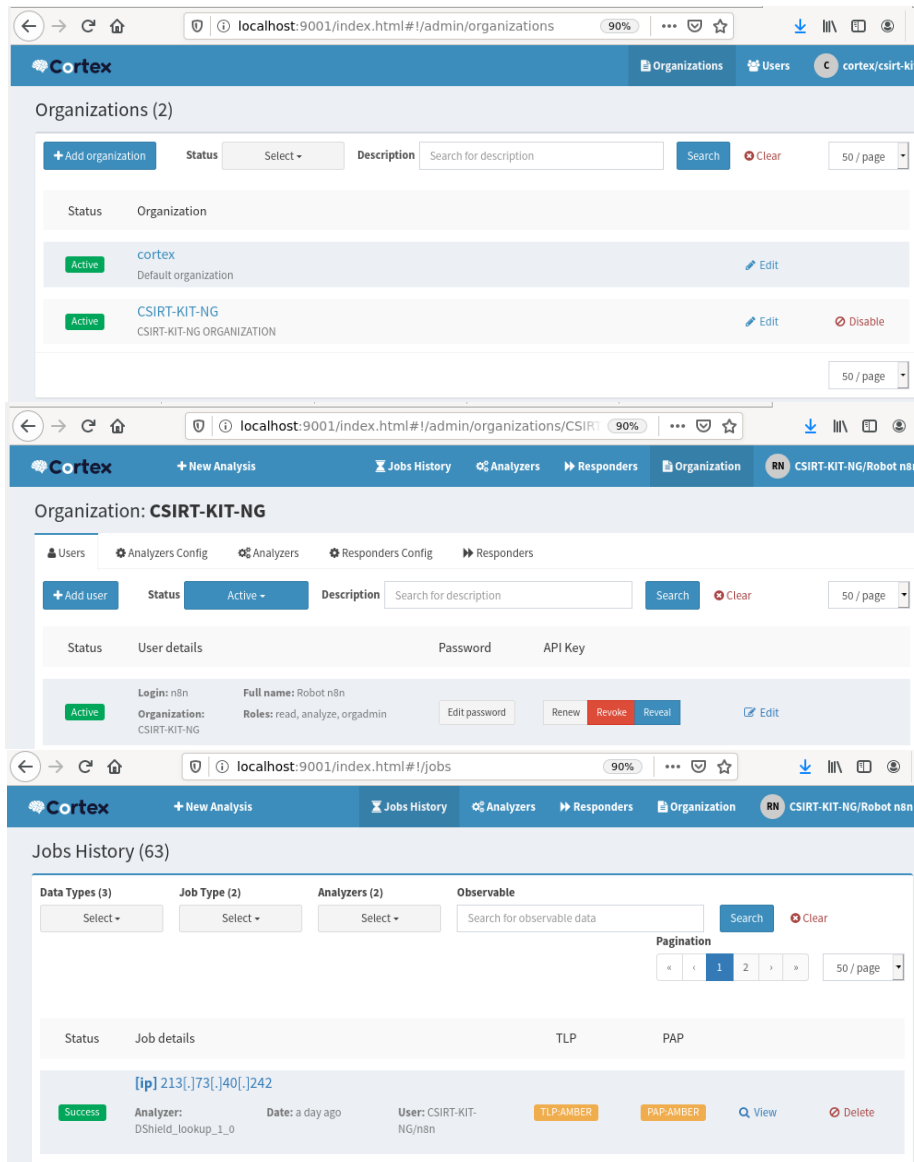 localhost:9001/index.html#!/admin/organizations 90%
Cortex Organizations Users C cortex/csirt-ki
Organizations (2)
+ Add organization Status Select Description Search for description Search Clear 50 / page
Status Organization
Active cortex Edit
Default organization
Active CSIRT-KIT-NG Edit Disable
CSIRT-KIT-NG ORGANIZATION
50 / page
localhost:9001/index.html#!/admin/organizations/CSIRT 90%
Cortex + New Analysis Jobs History Analyzers Responders Organization RN CSIRT-KIT-NG/Robot n8n
Organization: CSIRT-KIT-NG
Users Analyzers Config Analyzers Responders Config Responders
+ Add user Status Active Description Search for description Search Clear 50 / page
Status User details Password API Key
Login: n8n Full name: Robot n8n
Active Organization: Roles: read, analyze, orgadmin Edit password Renew Revoke Reveal Edit
CSIRT-KIT-NG
localhost:9001/index.html#!/jobs 90%
Cortex + New Analysis Jobs History Analyzers Responders Organization RN CSIRT-KIT-NG/Robot n8n
Jobs History (63)
Data Types (3) Job Type (2) Analyzers (2) Observable
Select Select Select Search for observable data Search Clear
Pagination
« ‹ 1 2 › » 50 / page
Status Job details TLP PAP
[ip] 213[.]73[.]40[.]242
Success Analyzer: Date: a day ago User: CSIRT-KIT- TLP:AMBER PAP:AMBER View Delete
DShield_lookup_1_0 NG/n8n